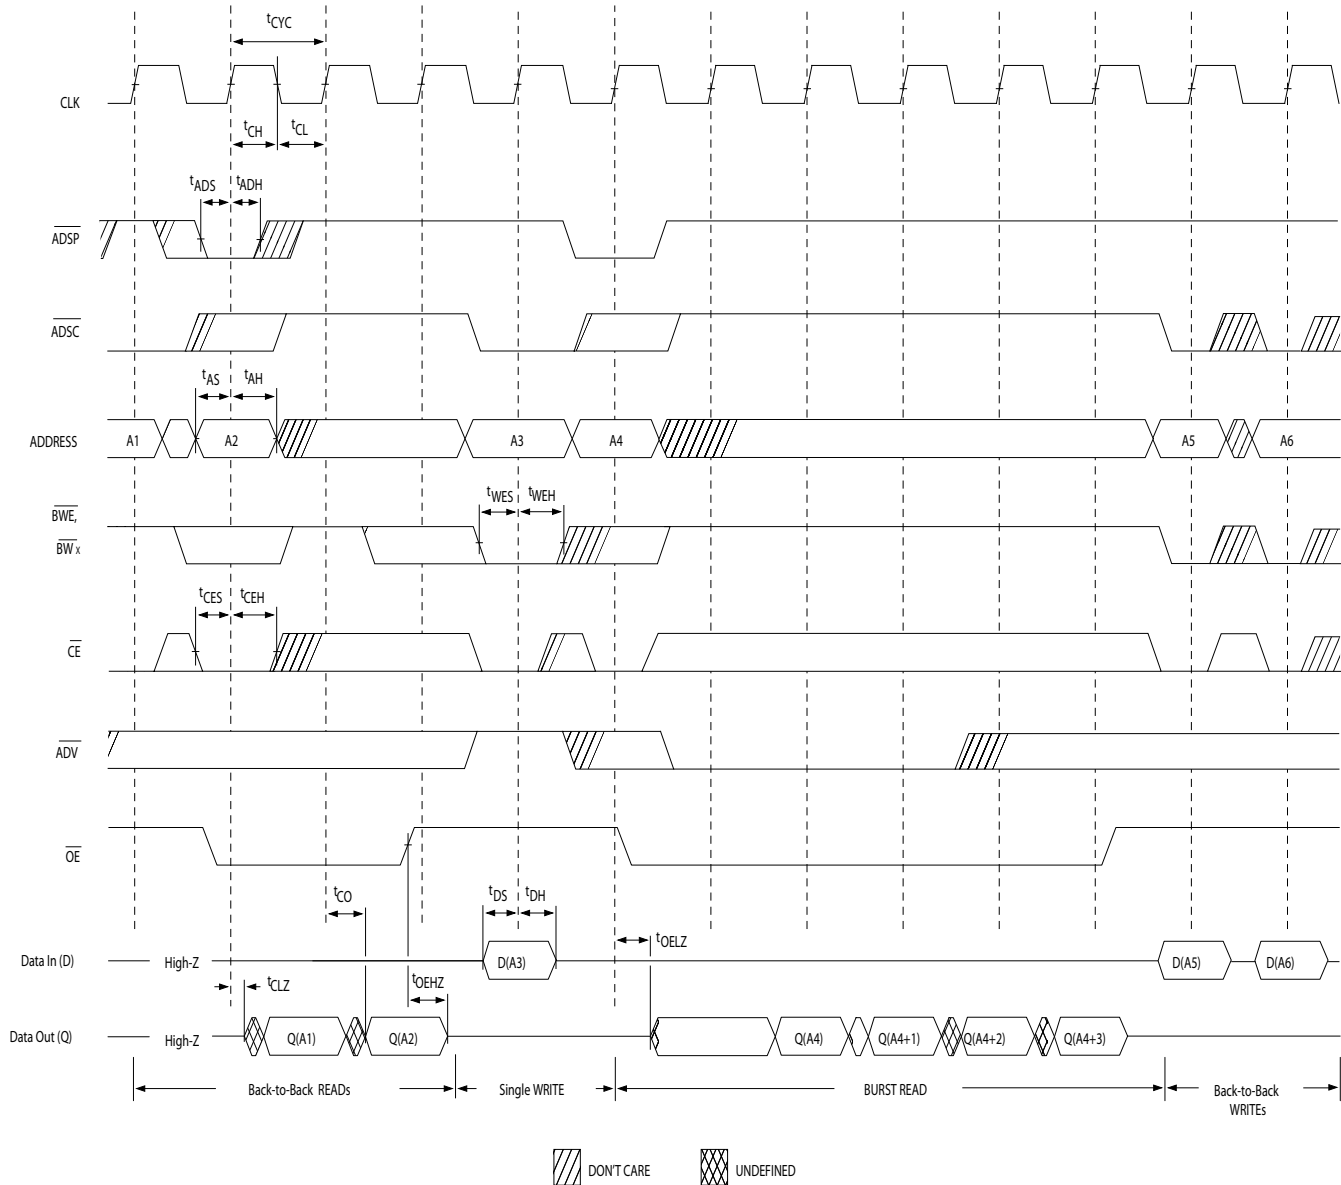 tCYC
CLK
tCH tCL
tADS tADH
ADSP
ADSC
tAS tAH
ADDRESS A1 A2 A3 A4 A5 A6
tWES tWEH
BWE,
BW x
tCES tCEH
CE
ADV
OE
tCO tDS tDH
tOELZ
Data In (D) High-Z D(A3) D(A5) D(A6)
tCLZ tOEHZ
Data Out (Q) High-Z Q(A1) Q(A2) Q(A4) Q(A4+1) Q(A4+2) Q(A4+3)
Back-to-Back READs Single WRITE BURST READ Back-to-Back
WRITEs
DON'T CARE UNDEFINED